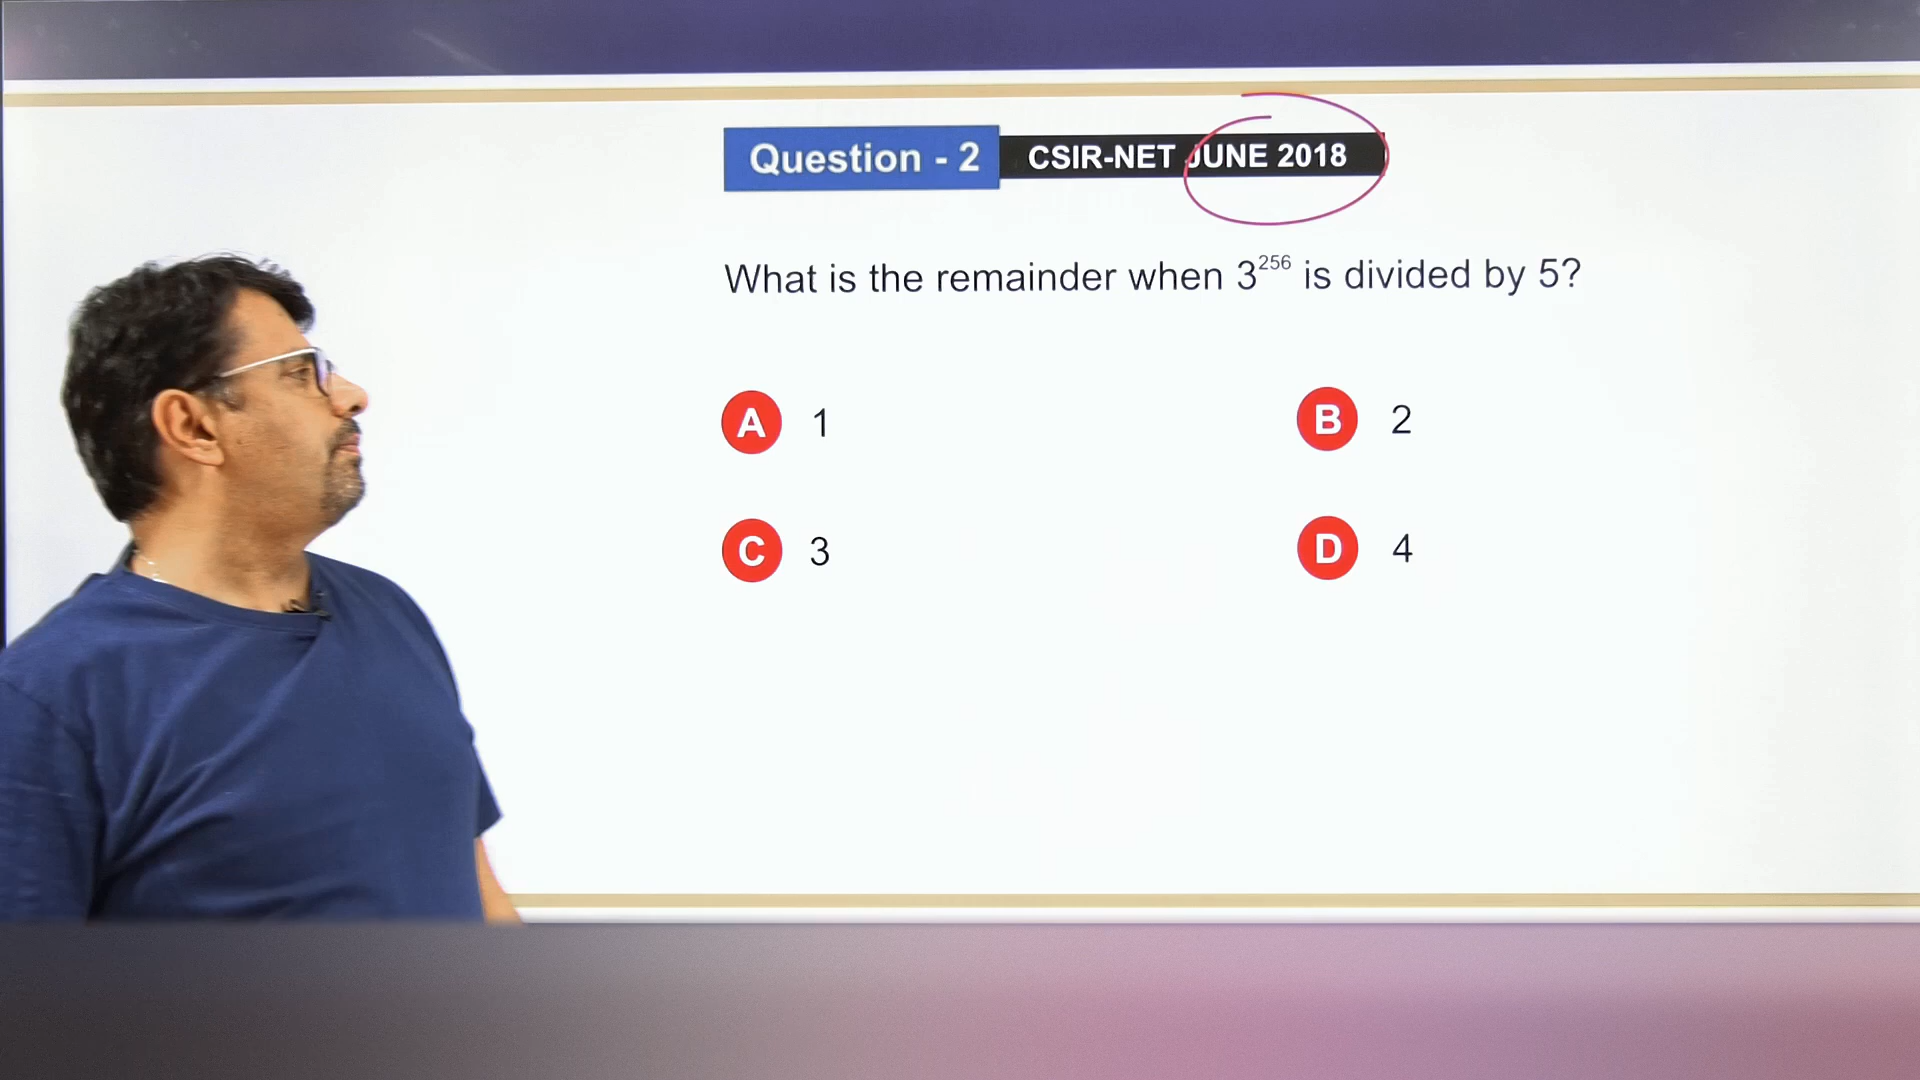 Question - 2 CSIR-NET JUNE 2018
What is the remainder when 3²⁵⁶ is divided by 5?
A 1 B 2
C 3 D 4